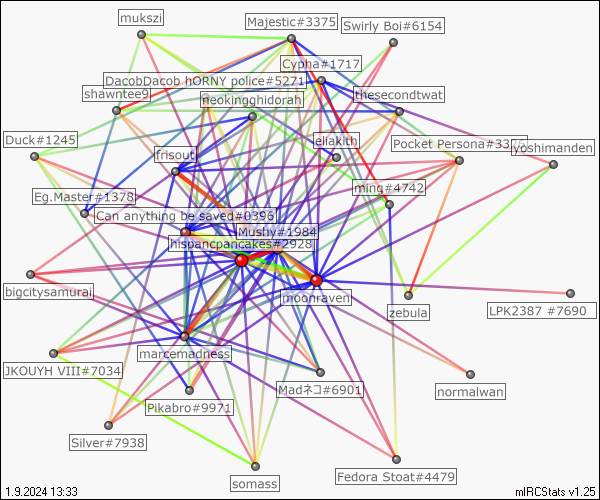 mukszi
Majestic#3375
Swirly Boi#6154
Cypha#1717
DacobDacob hORNY police#5271
shawntee9
neokingghidorah
thesecondtwat
Duck#1245
eliakith
Pocket Persona#33
yoshimanden
frisout
ming#4742
Eg.Master#1378
Can anything be saved#0396
Mushy#1984
hispancpancakes#2928
bigcitysamurai
moonraven
zebula
LPK2387 #7690
marcemadness
JKOUYH VIII#7034
Madネコ#6901
normalwan
Pikabro#9971
Silver#7938
somass
Fedora Stoat#4479
1.9.2024 13:33
mIRCStats v1.25